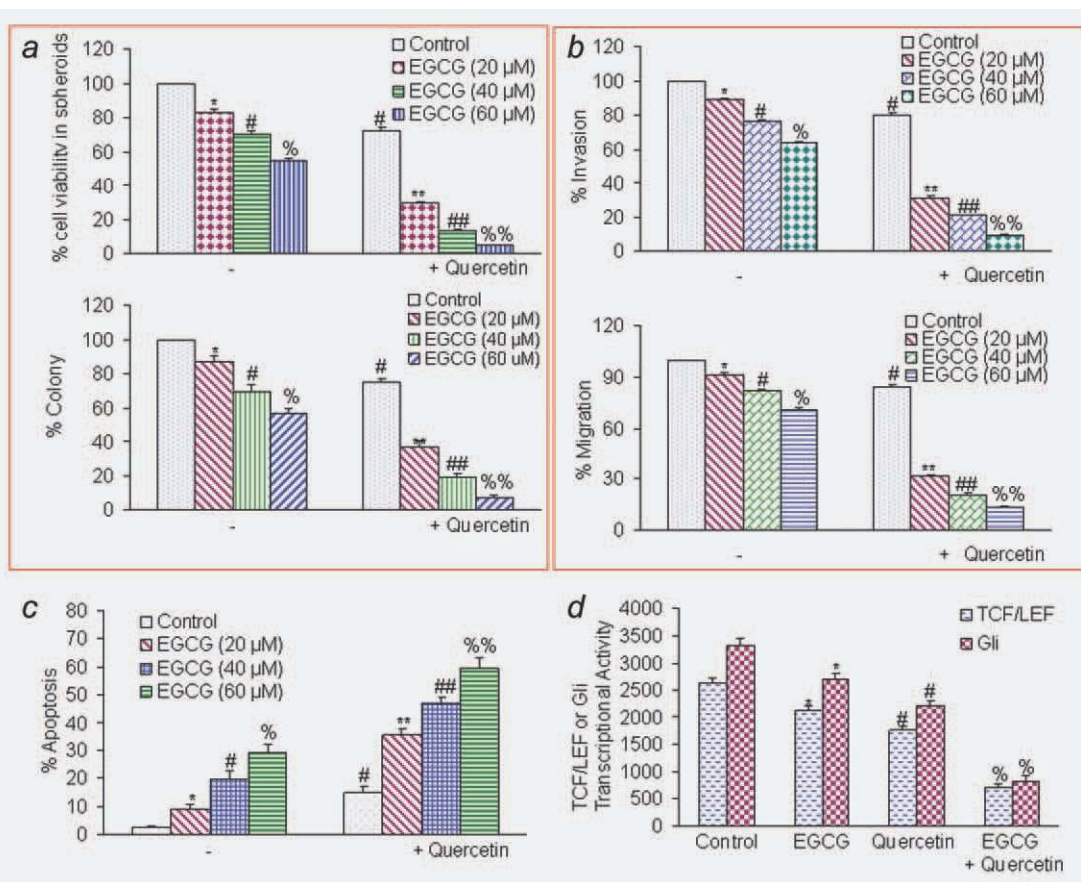 a
% cell viability in spheroids
120
100
80
60
40
20
0
Control
EGCG (20 µM)
EGCG (40 µM)
EGCG (60 µM)
*
#
%
#
**
##
%%
-
+ Quercetin
% Colony
120
100
80
60
40
20
0
Control
EGCG (20 µM)
EGCG (40 µM)
EGCG (60 uM)
*
#
%
#
**
##
%%
-
+ Quercetin
b
% Invasion
120
100
80
60
40
20
0
Control
EGCG (20 µM)
EGCG (40 µM)
EGCG (60 µM)
*
#
%
#
**
##
%%
-
+ Quercetin
% Migration
120
90
60
30
0
Control
EGCG (20 µM)
EGCG (40 µM)
EGCG (60 µM)
*
#
%
#
**
##
%%
-
+ Quercetin
c
% Apoptosis
80
70
60
50
40
30
20
10
0
Control
EGCG (20 µM)
EGCG (40 µM)
EGCG (60 µM)
*
#
%
#
**
##
%%
-
+ Quercetin
d
TCF/LEF or Gli
Transcriptional Activity
4000
3500
3000
2500
2000
1500
1000
500
0
TCF/LEF
Gli
*
*
#
#
%
%
Control
EGCG
Quercetin
EGCG
+ Quercetin